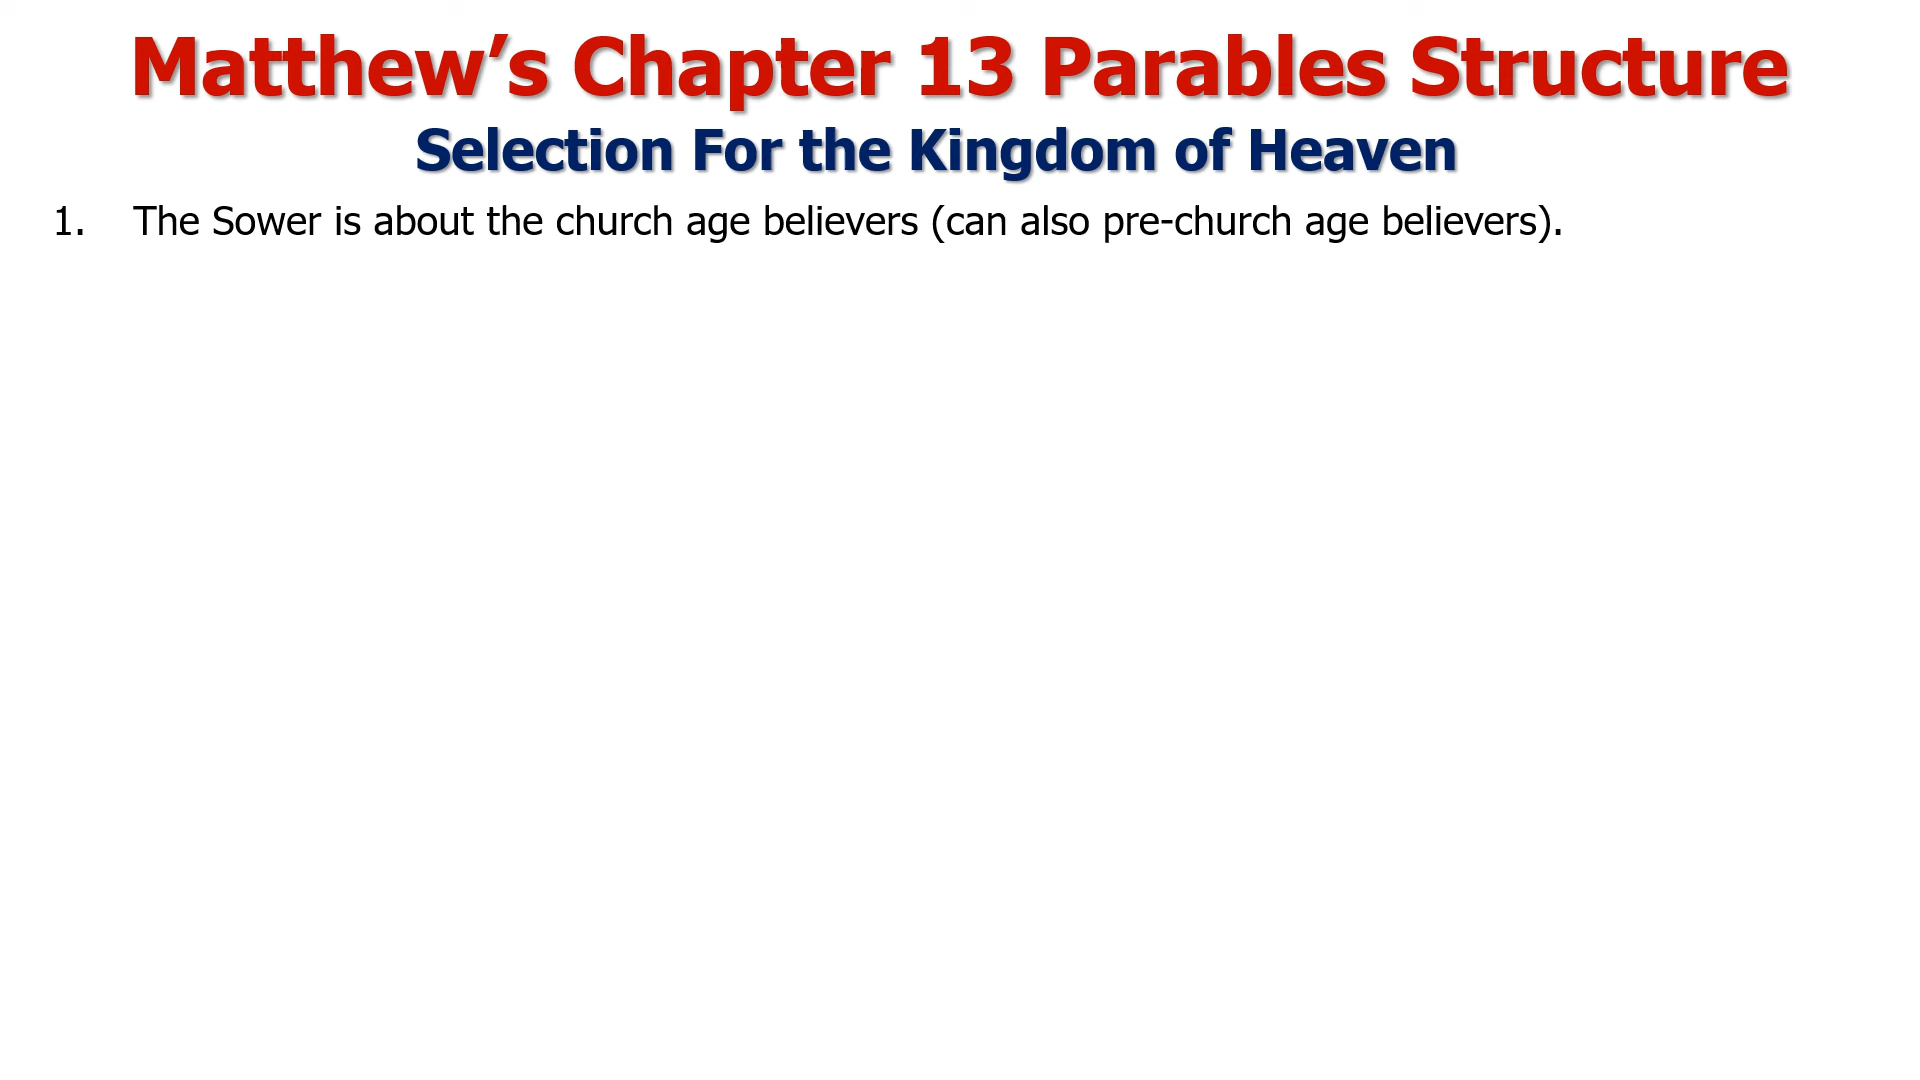 Matthew’s Chapter 13 Parables Structure
Selection For the Kingdom of Heaven
1. The Sower is about the church age believers (can also pre-church age believers).